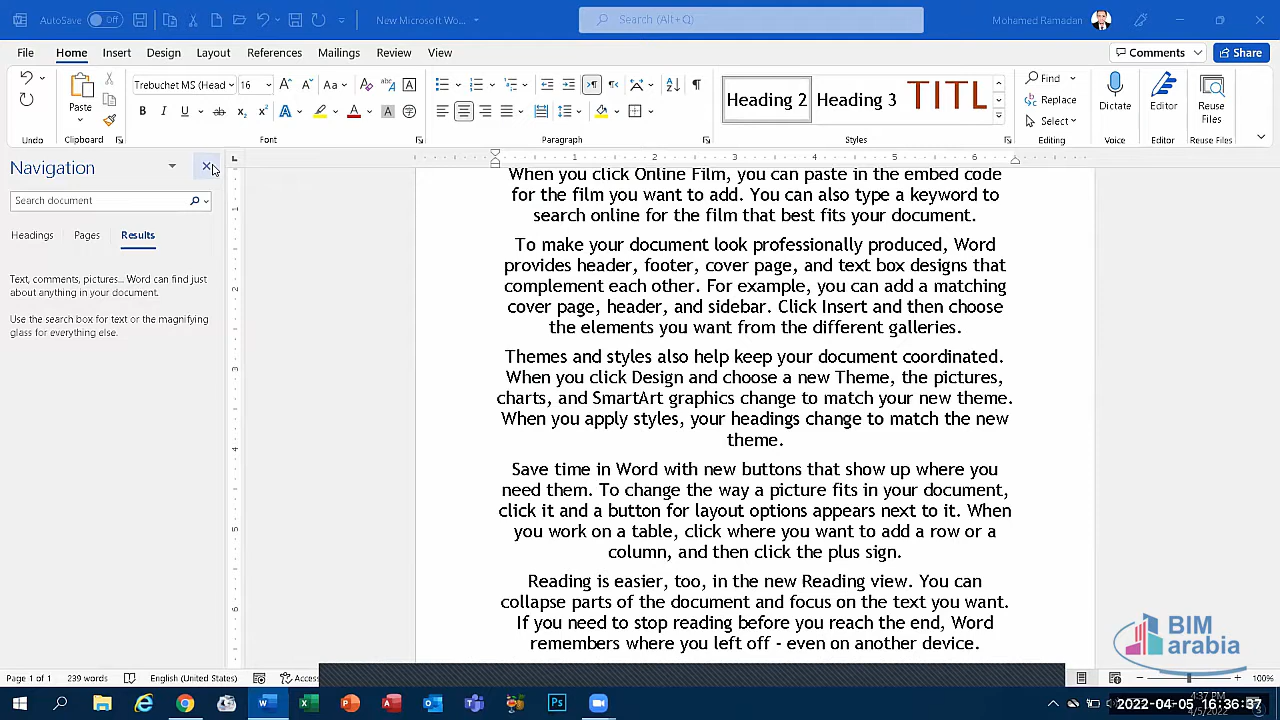 AutoSave Off
New Microsoft Wo...
Search (Alt+Q)
Mohamed Ramadan
File Home Insert Design Layout References Mailings Review View
Comments Share
Paste
Trebuchet MS (Head 16
Heading 2 Heading 3 TITL
Find
Replace
Select
Dictate Editor Reuse Files
Clipboard Font Paragraph Styles Editing Voice Editor Reuse Files
Navigation
Search document
Headings Pages Results
Text, comments, pictures... Word can find just
about anything in your document.
Use the search box for text or the magnifying
glass for everything else.
When you click Online Film, you can paste in the embed code
for the film you want to add. You can also type a keyword to
search online for the film that best fits your document.
To make your document look professionally produced, Word
provides header, footer, cover page, and text box designs that
complement each other. For example, you can add a matching
cover page, header, and sidebar. Click Insert and then choose
the elements you want from the different galleries.
Themes and styles also help keep your document coordinated.
When you click Design and choose a new Theme, the pictures,
charts, and SmartArt graphics change to match your new theme.
When you apply styles, your headings change to match the new
theme.
Save time in Word with new buttons that show up where you
need them. To change the way a picture fits in your document,
click it and a button for layout options appears next to it. When
you work on a table, click where you want to add a row or a
column, and then click the plus sign.
Reading is easier, too, in the new Reading view. You can
collapse parts of the document and focus on the text you want.
If you need to stop reading before you reach the end, Word
remembers where you left off - even on another device.
BIM
arabia
Page 1 of 1 239 words English (United States) Access
100%
4:37 PM
2022-04-05 16:36:37